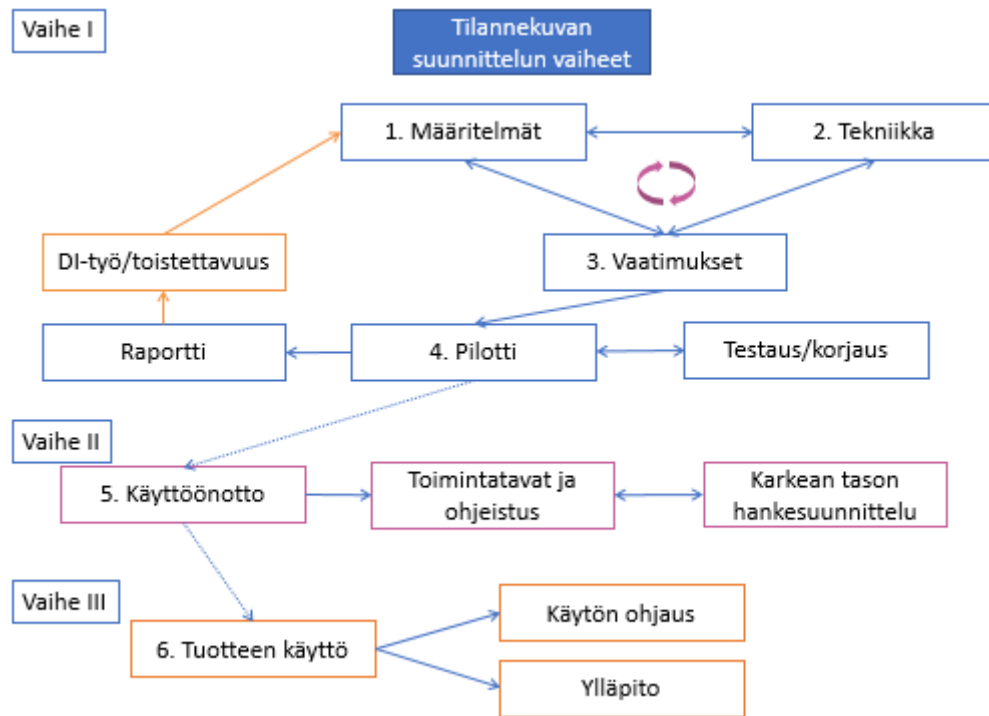 Vaihe I
Tilannekuvan
suunnittelun vaiheet
1. Määritelmät
2. Tekniikka
DI-työ/toistettavuus
3. Vaatimukset
Raportti
4. Pilotti
Testaus/korjaus
Vaihe II
5. Käyttöönotto
Toimintatavat ja
ohjeistus
Karkean tason
hankesuunnittelu
Vaihe III
6. Tuotteen käyttö
Käytön ohjaus
Ylläpito